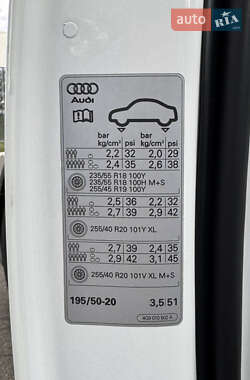 auto RIA
Audi
bar kg/cm² psi bar kg/cm² psi
2,2 32 2,0 29
2,4 35 2,6 38
235/55 R18 100Y
235/55 R18 100H M+S
255/45 R19 100Y
2,5 36 2,2 32
2,7 39 2,9 42
255/40 R20 101Y XL
2,7 39 2,4 35
2,9 42 3,1 45
255/40 R20 101V XL M+S
195/50-20 3,5 51